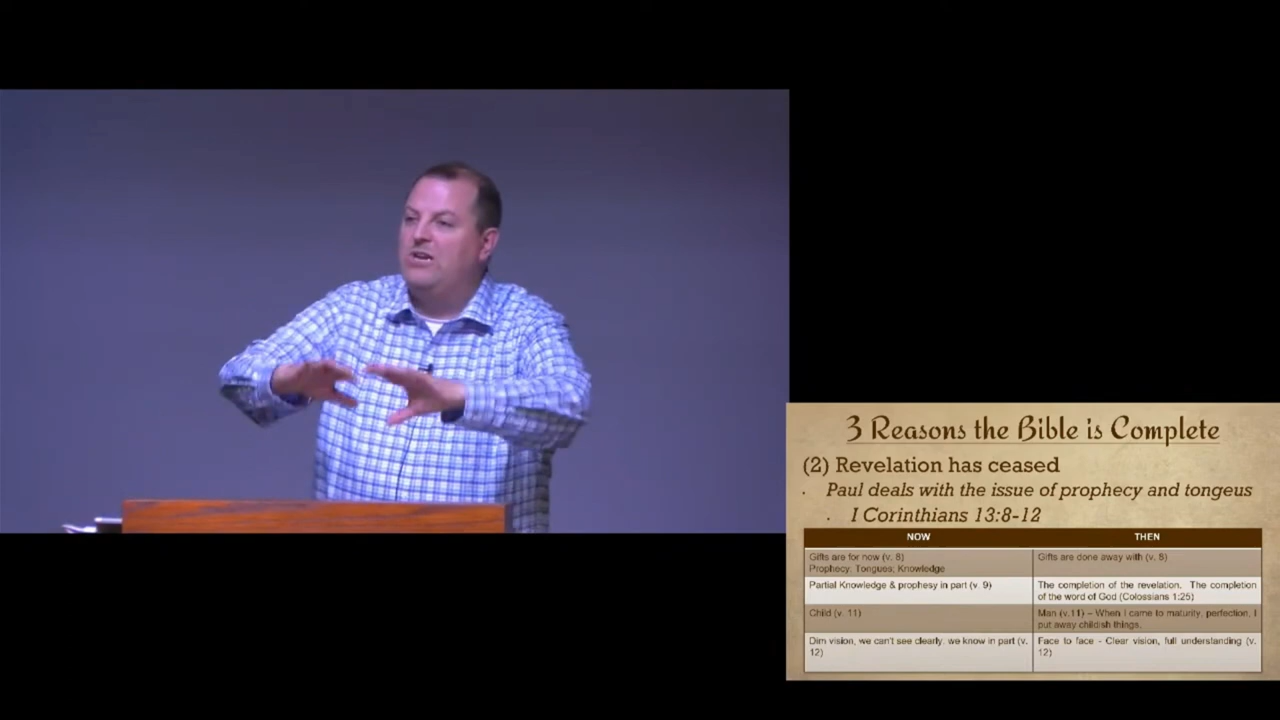 3 Reasons the Bible is Complete
(2) Revelation has ceased
· Paul deals with the issue of prophecy and tongeus
· I Corinthians 13:8-12
NOW THEN
Gifts are for now (v. 8) Gifts are done away with (v. 8)
Prophecy; Tongues; Knowledge
Partial Knowledge & prophesy in part (v. 9) The completion of the revelation. The completion
of the word of God (Colossians 1:25)
Child (v. 11) Man (v.11) – When I came to maturity, perfection, I
put away childish things.
Dim vision, we can't see clearly, we know in part (v. Face to face - Clear vision, full understanding (v.
12) 12)